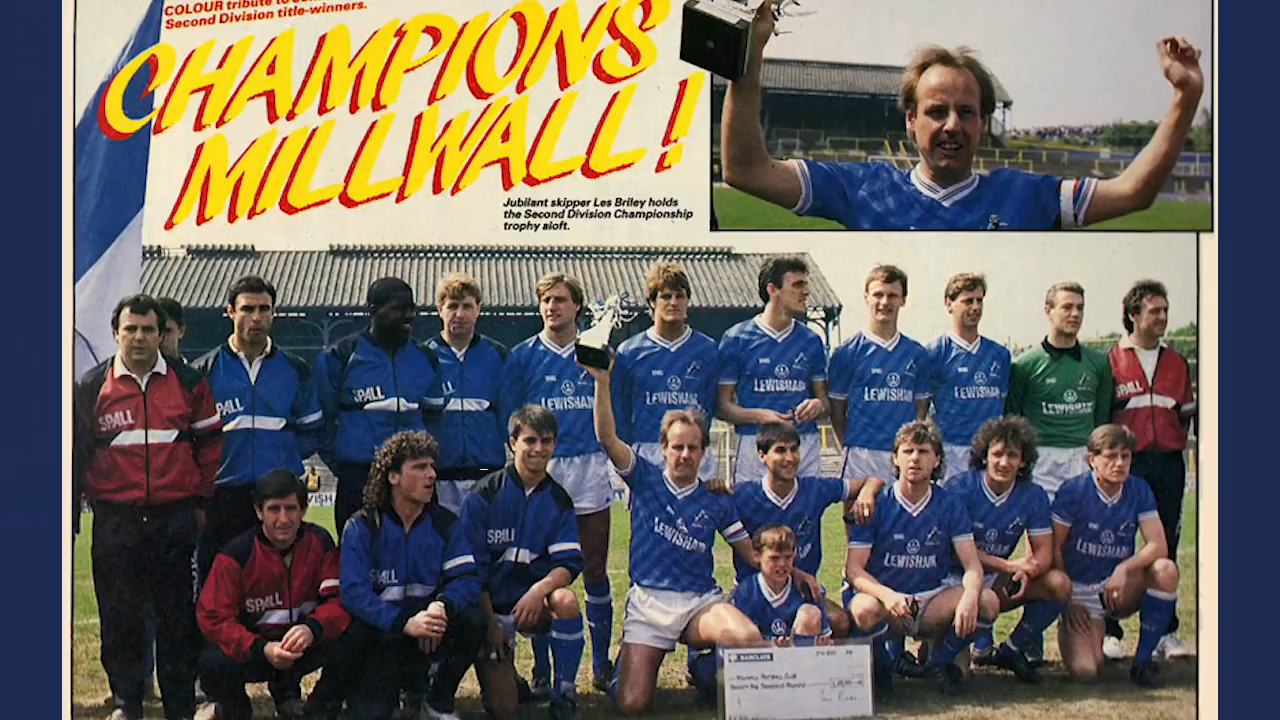 COLOUR tribute to
Second Division title-winners.
CHAMPIONS
MILLWALL!
Jubilant skipper Les Briley holds
the Second Division Championship
trophy aloft.
SPALL
SPALL
SPALL
LEWISHAM
LEWISHAM
LEWISHAM
LEWISHAM
LEWISHAM
LEWISHAM
SPALL
SPALL
SPALL
SPALL
LEWISHAM
LEWISHAM
LEWISHAM
LEWISHAM
BARCLAYS